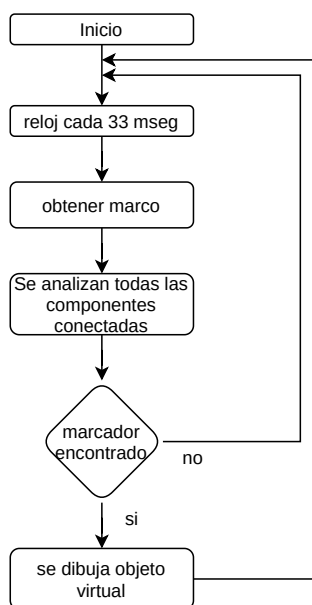 Inicio
reloj cada 33 mseg
obtener marco
Se analizan todas las
componentes
conectadas
marcador
encontrado
no
si
se dibuja objeto
virtual